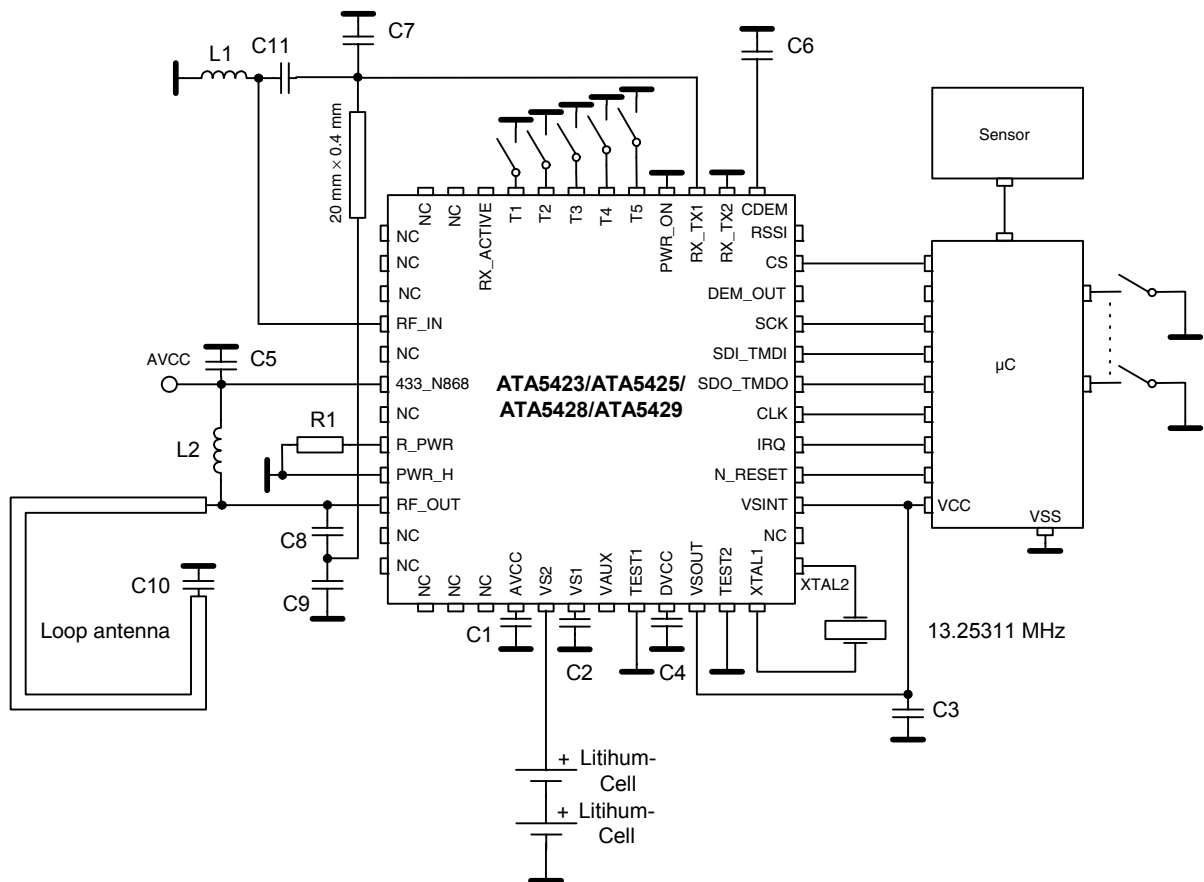 C7
C6
L1
C11
20 mm × 0.4 mm
Sensor
NC
NC
RX_ACTIVE
T1
T2
T3
T4
T5
PWR_ON
RX_TX1
RX_TX2
CDEM
NC
NC
NC
RF_IN
NC
433_N868
NC
R_PWR
PWR_H
RF_OUT
NC
NC
RSSI
CS
DEM_OUT
SCK
SDI_TMDI
SDO_TMDO
CLK
IRQ
N_RESET
VSINT
NC
XTAL2
ATA5423/ATA5425/
ATA5428/ATA5429
µC
VCC
VSS
AVCC
C5
L2
R1
C8
C9
C10
Loop antenna
NC
NC
NC
AVCC
VS2
VS1
VAUX
TEST1
DVCC
VSOUT
TEST2
XTAL1
C1
C2
C4
13.25311 MHz
C3
+ Litihum-
Cell
+ Litihum-
Cell